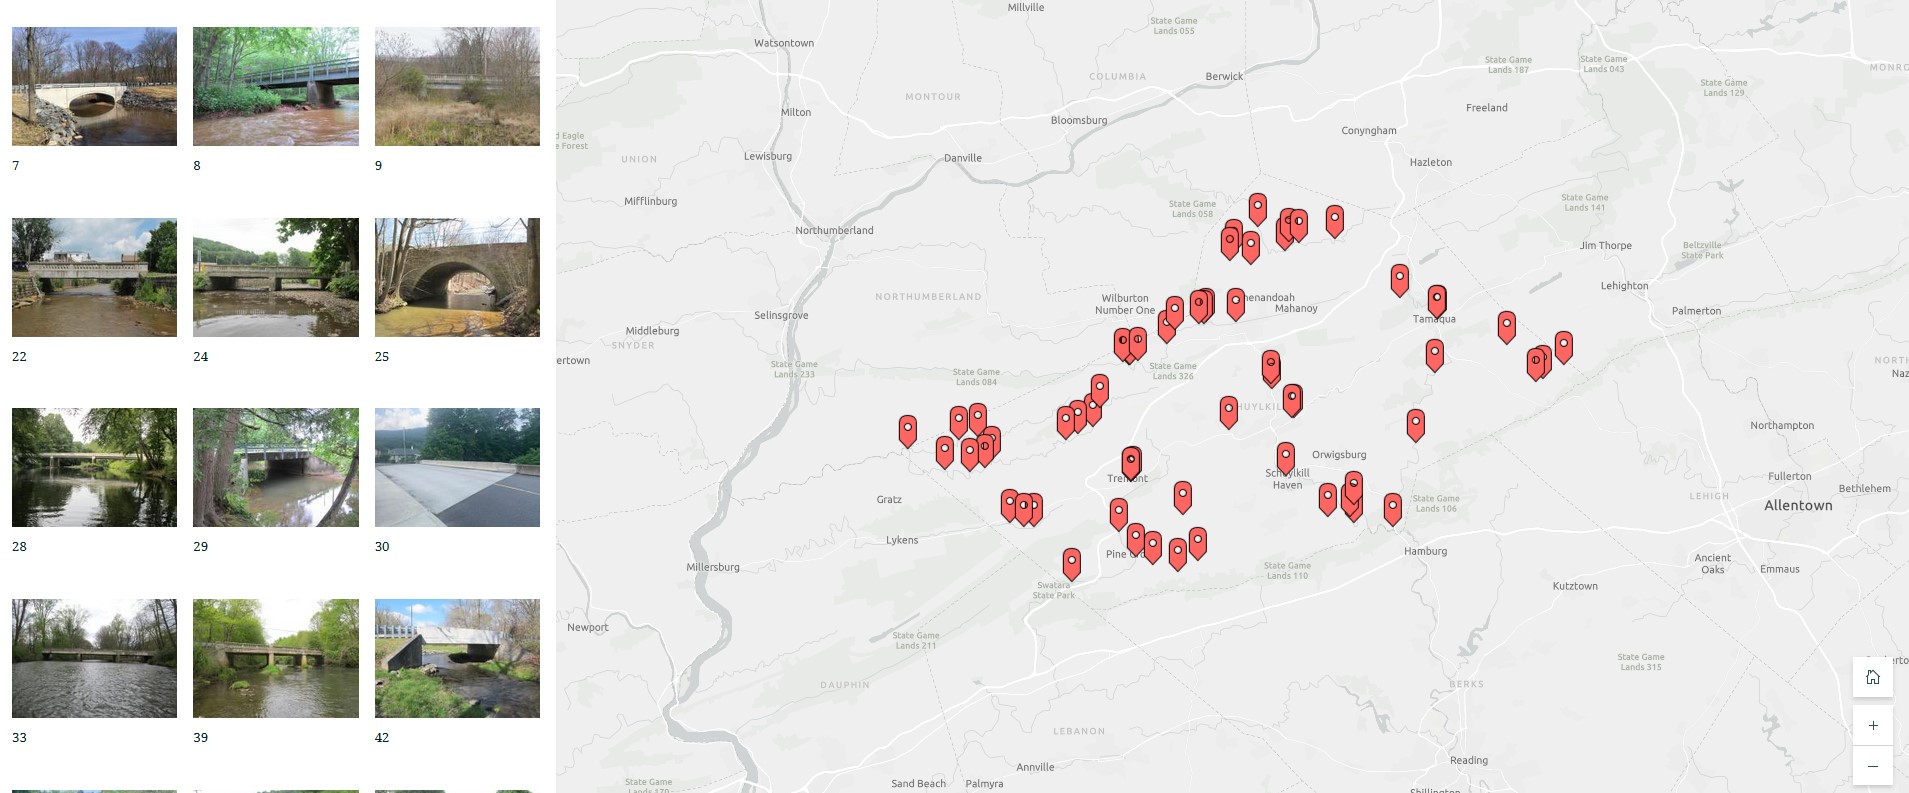 7
8
9
22
24
25
28
29
30
33
39
42
Millville
State Game
Lands 055
Watsontown
State Game
Lands 187
State Game
Lands 043
MONRO
COLUMBIA
Berwick
State Game
Lands 129
MONTOUR
Freeland
Milton
Bloomsburg
Conyngham
d Eagle
e Forest
UNION
Lewisburg
Danville
Hazleton
Mifflinburg
State Game
Lands 058
State Game
Lands 141
Northumberland
Jim Thorpe
Beltzville
State Park
Lehighton
NORTHUMBERLAND
Wilburton
Number One
henandoah
Mahanoy
Selinsgrove
Tamaqua
Palmerton
Middleburg
SNYDER
ertown
State Game
Lands 233
State Game
Lands 084
State Game
Lands 326
NORT
Naz
HUYLKIL
Northampton
Orwigsburg
Schuylkill
Haven
Tremont
Fullerton
Bethlehem
Gratz
State Game
Lands 106
LEHIGH
Allentown
Lykens
Pine Gro
Hamburg
Millersburg
State Game
Lands 110
Ancient
Oaks
Emmaus
Swatara
State Park
Kutztown
Newport
State Game
Lands 211
State Game
Lands 315
DAUPHIN
BERKS
LEBANON
Annville
Reading
State Game
Lands 170
Sand Beach
Palmyra
Shillington
+
−